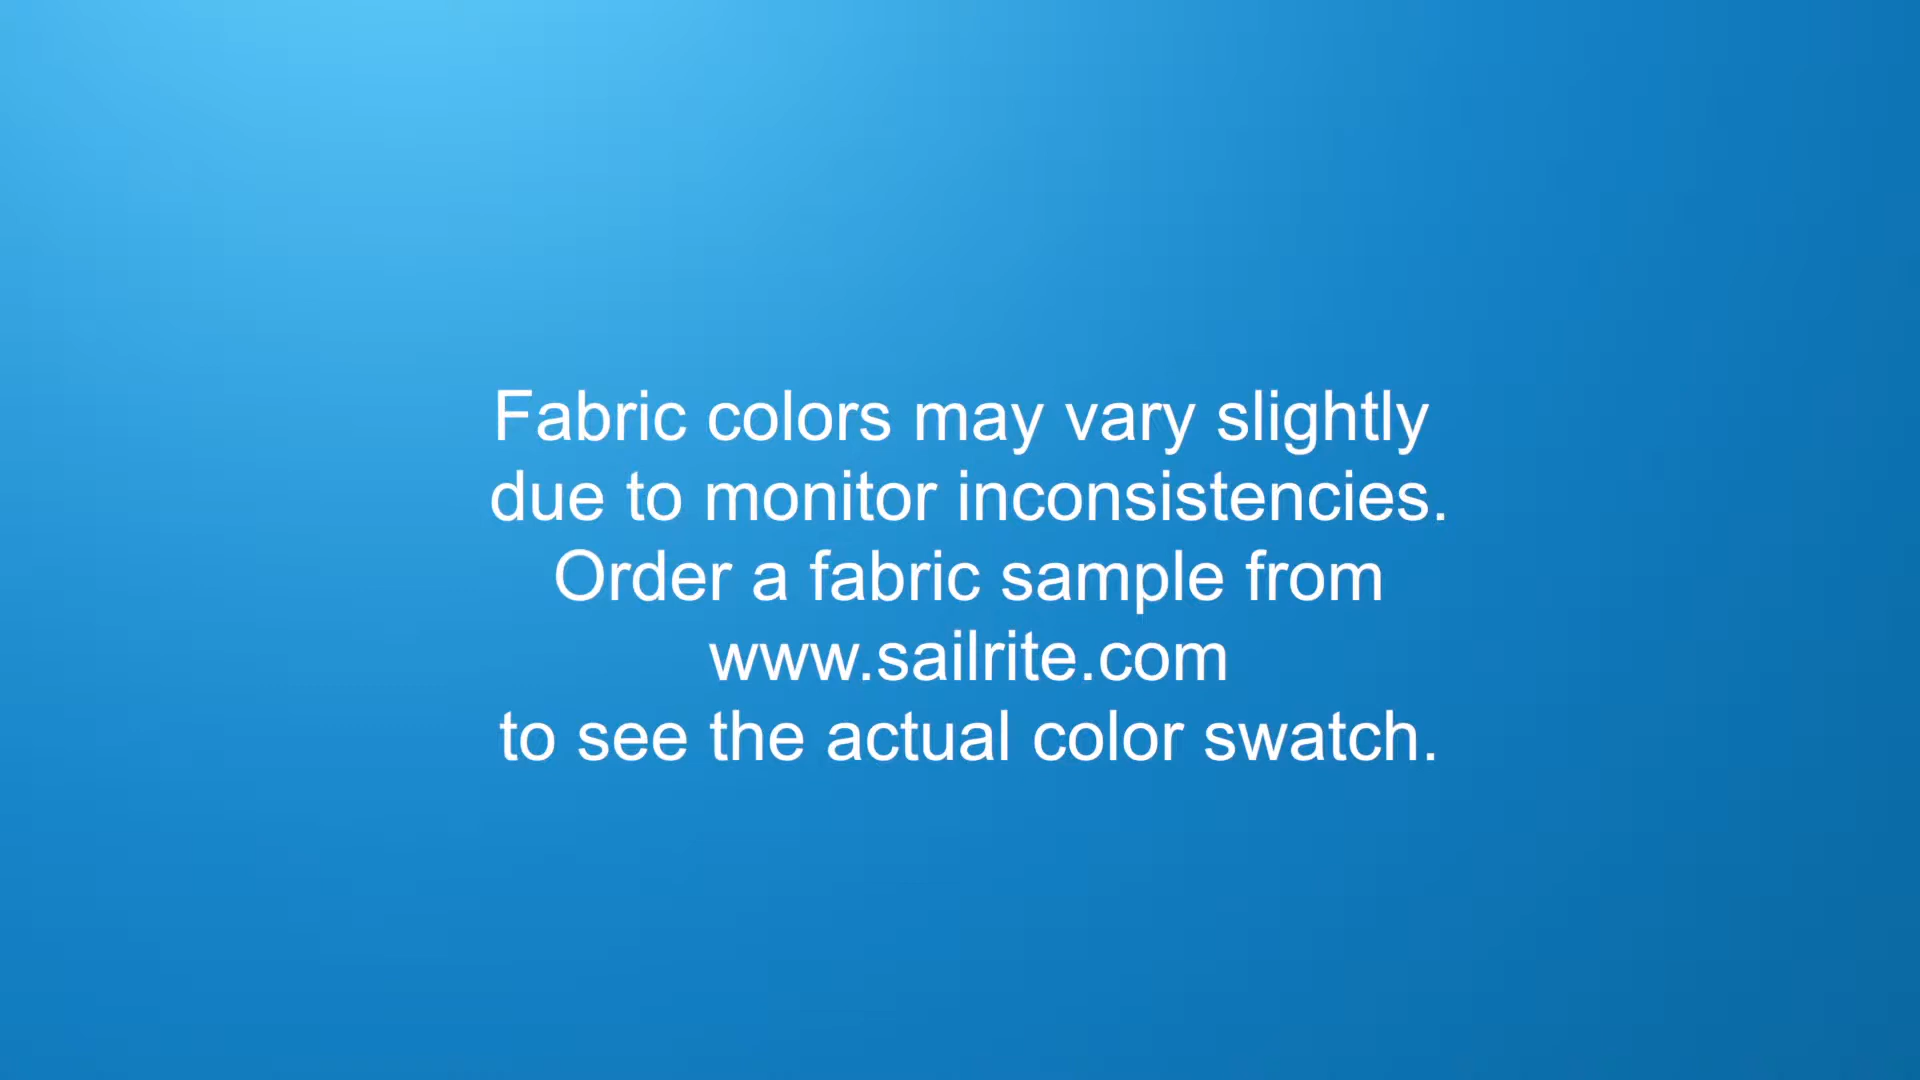 Fabric colors may vary slightly
due to monitor inconsistencies.
Order a fabric sample from
www.sailrite.com
to see the actual color swatch.